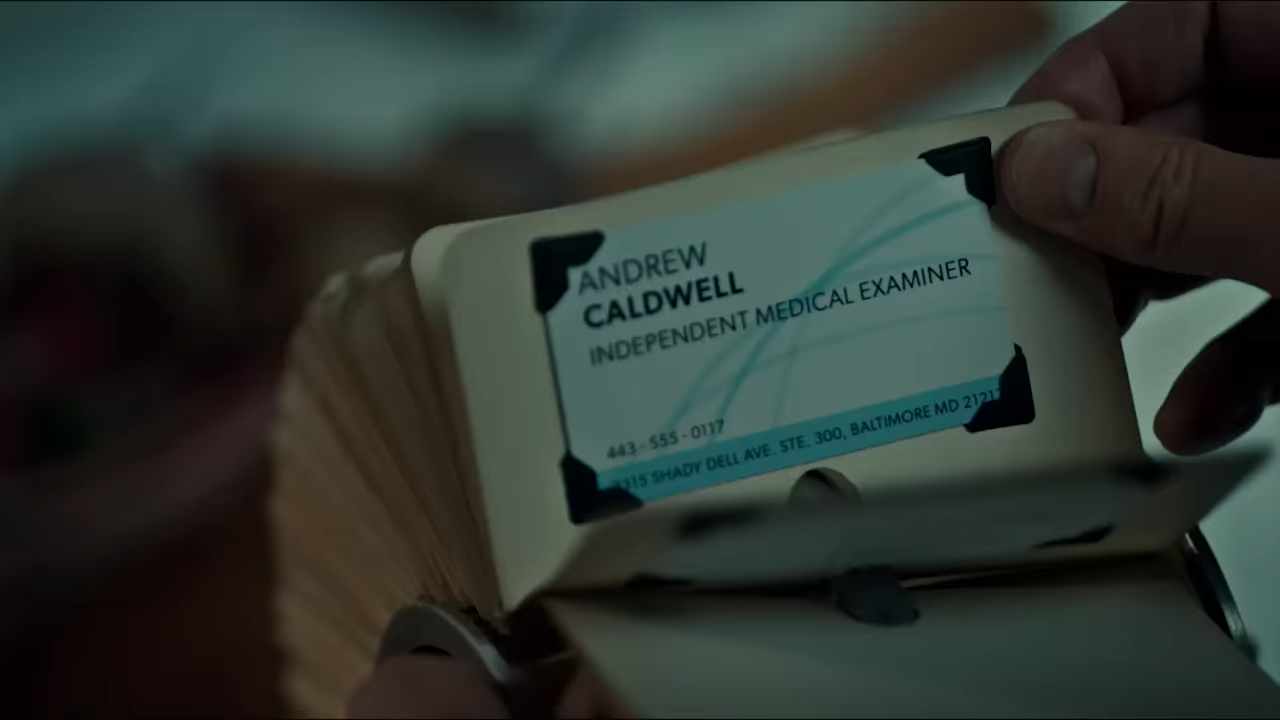 ANDREW
CALDWELL
INDEPENDENT MEDICAL EXAMINER
443-555-0117
SHADY DELL AVE. STE. 300, BALTIMORE MD